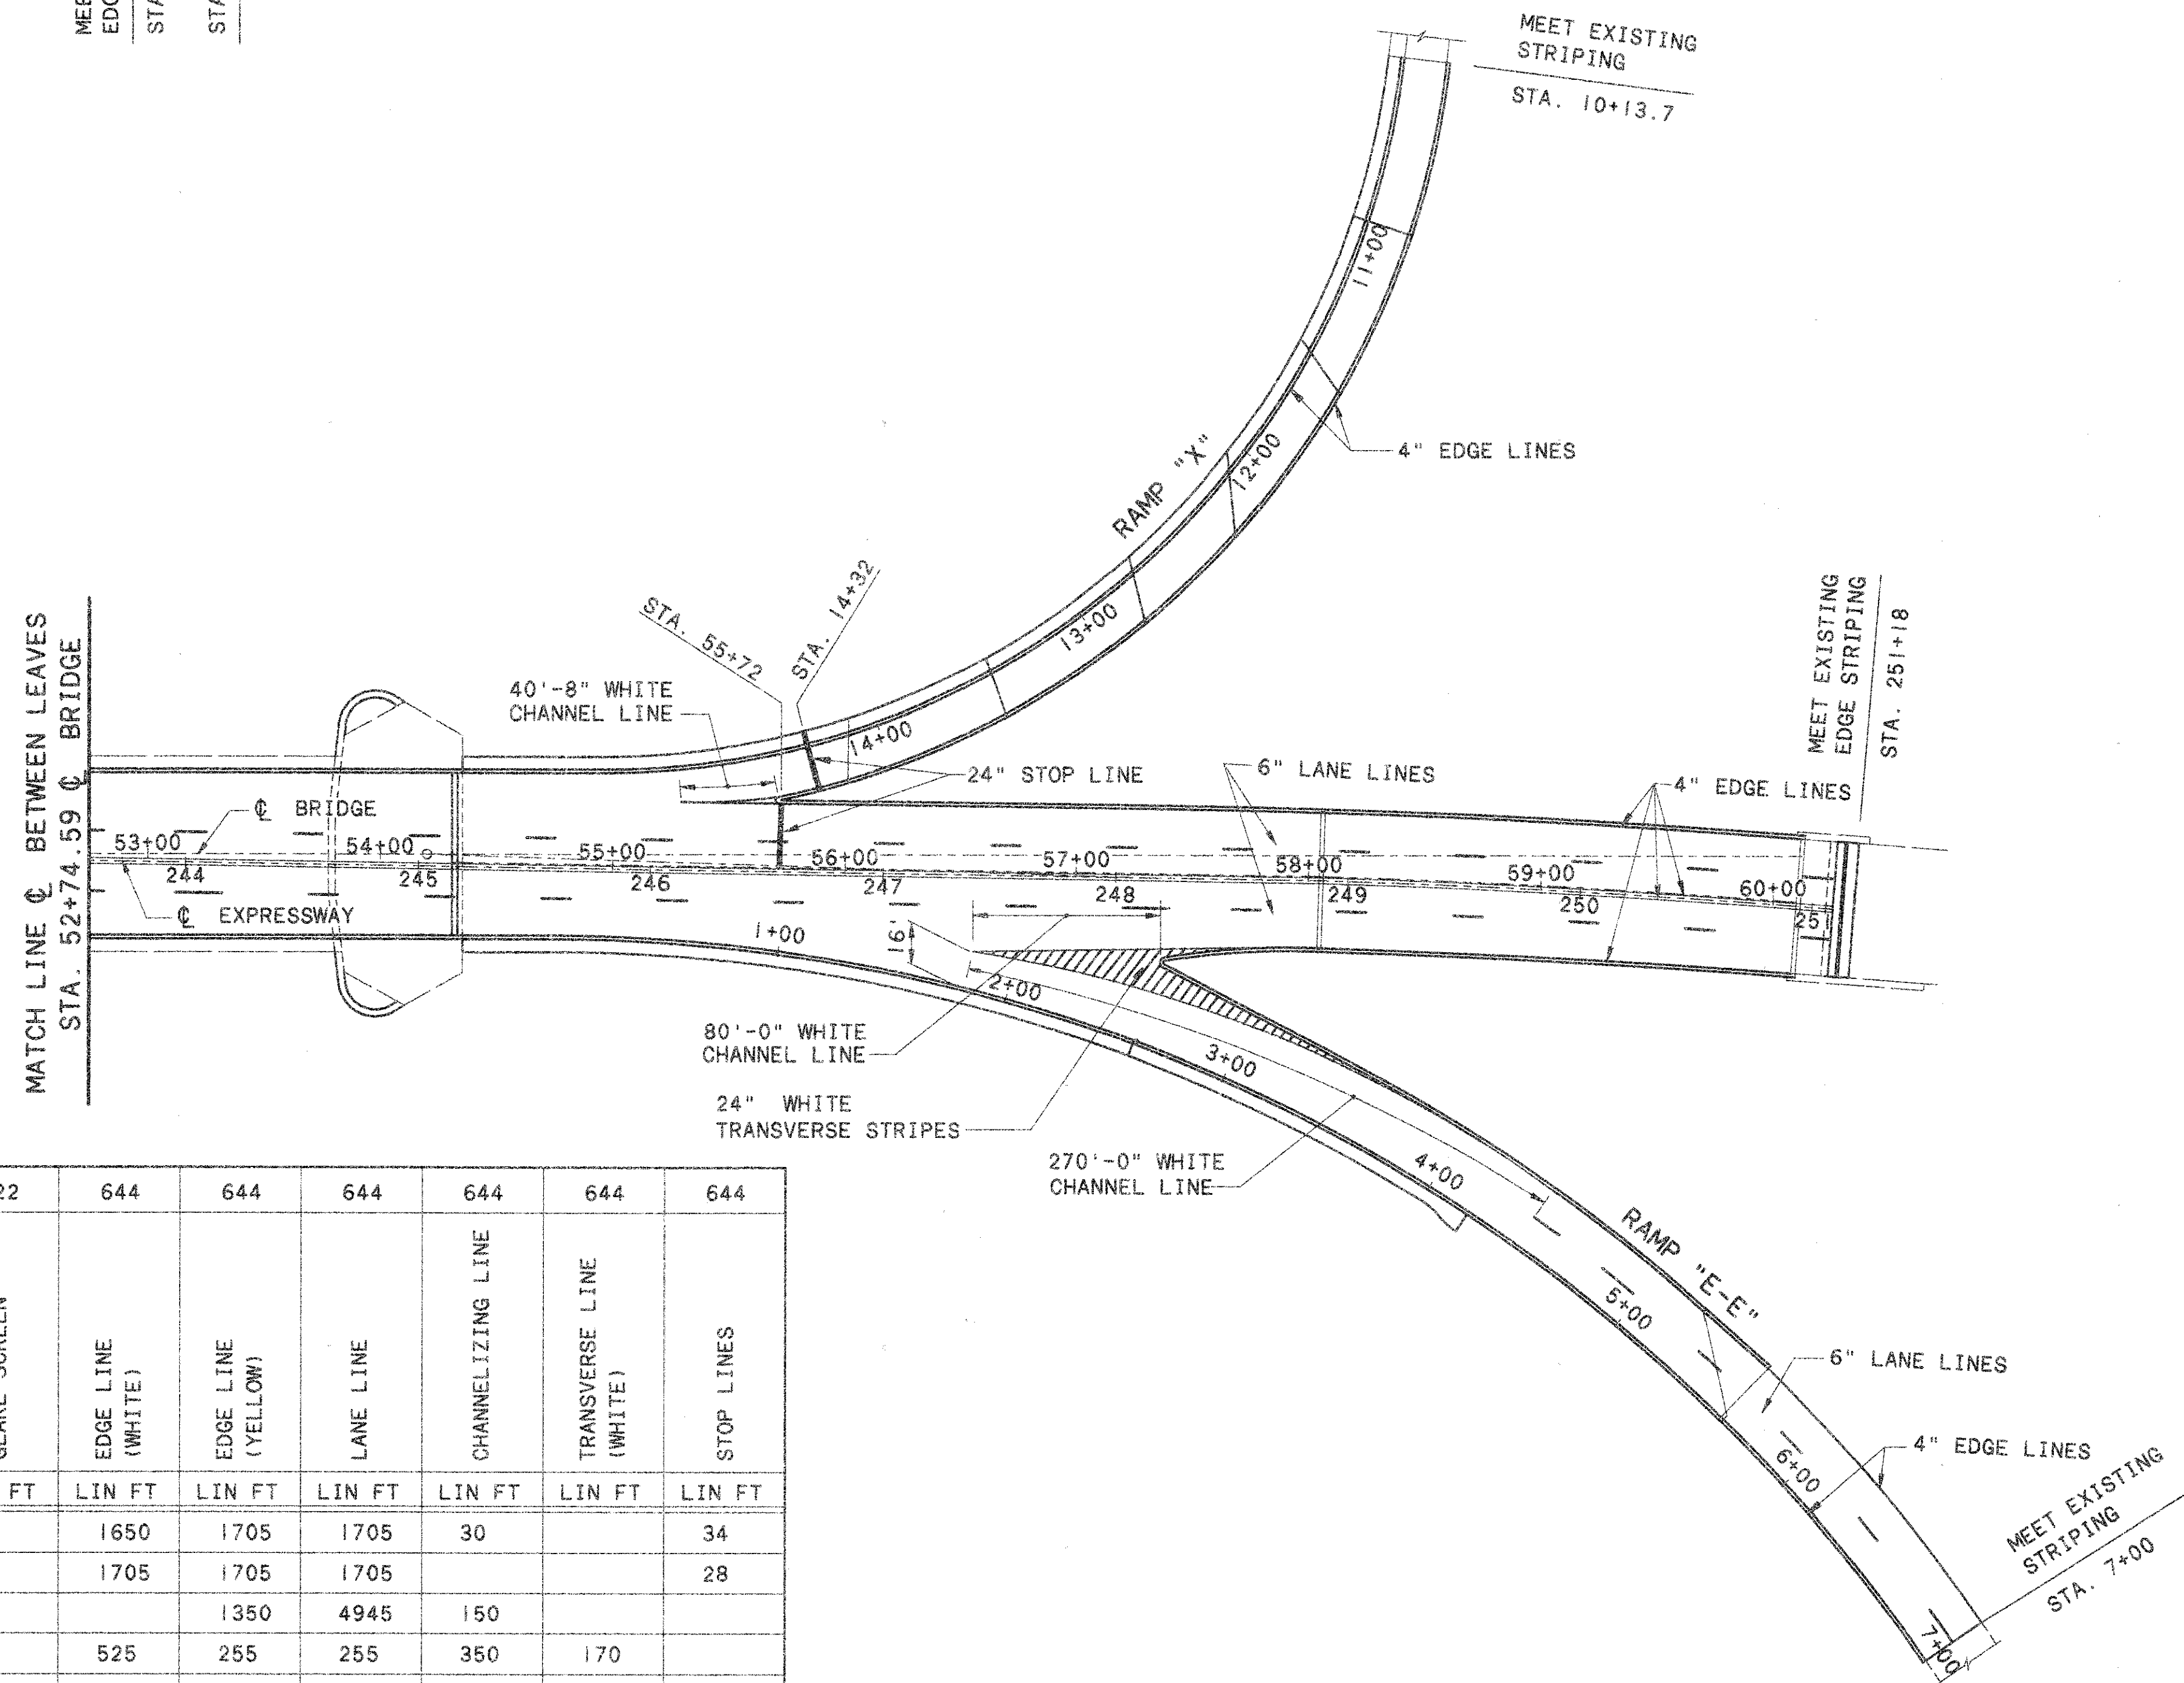 MEET EXISTING
STRIPING
STA. 10+13.7
11+00
4" EDGE LINES
12+00
RAMP "X"
13+00
STA. 14+32
STA. 55+72
14+00
40'-8" WHITE
CHANNEL LINE
24" STOP LINE
6" LANE LINES
4" EDGE LINES
MEET EXISTING
EDGE STRIPING
STA. 251+18
MATCH LINE ℄ BETWEEN LEAVES
STA. 52+74.59 ℄ BRIDGE
℄ BRIDGE
53+00
54+00
55+00
56+00
57+00
58+00
59+00
60+00
244
245
246
247
248
249
250
25
℄ EXPRESSWAY
1+00
16'
2+00
80'-0" WHITE
CHANNEL LINE
3+00
24" WHITE
TRANSVERSE STRIPES
270'-0" WHITE
CHANNEL LINE
4+00
RAMP "E-E"
5+00
6" LANE LINES
6+00
4" EDGE LINES
MEET EXISTING
STRIPING
STA. 7+00
7+00
22 644 644 644 644 644 644
GLARE SCREEN
EDGE LINE
(WHITE)
EDGE LINE
(YELLOW)
LANE LINE
CHANNELIZING LINE
TRANSVERSE LINE
(WHITE)
STOP LINES
FT LIN FT LIN FT LIN FT LIN FT LIN FT LIN FT
1650 1705 1705 30 34
1705 1705 1705 28
1350 4945 150
525 255 255 350 170